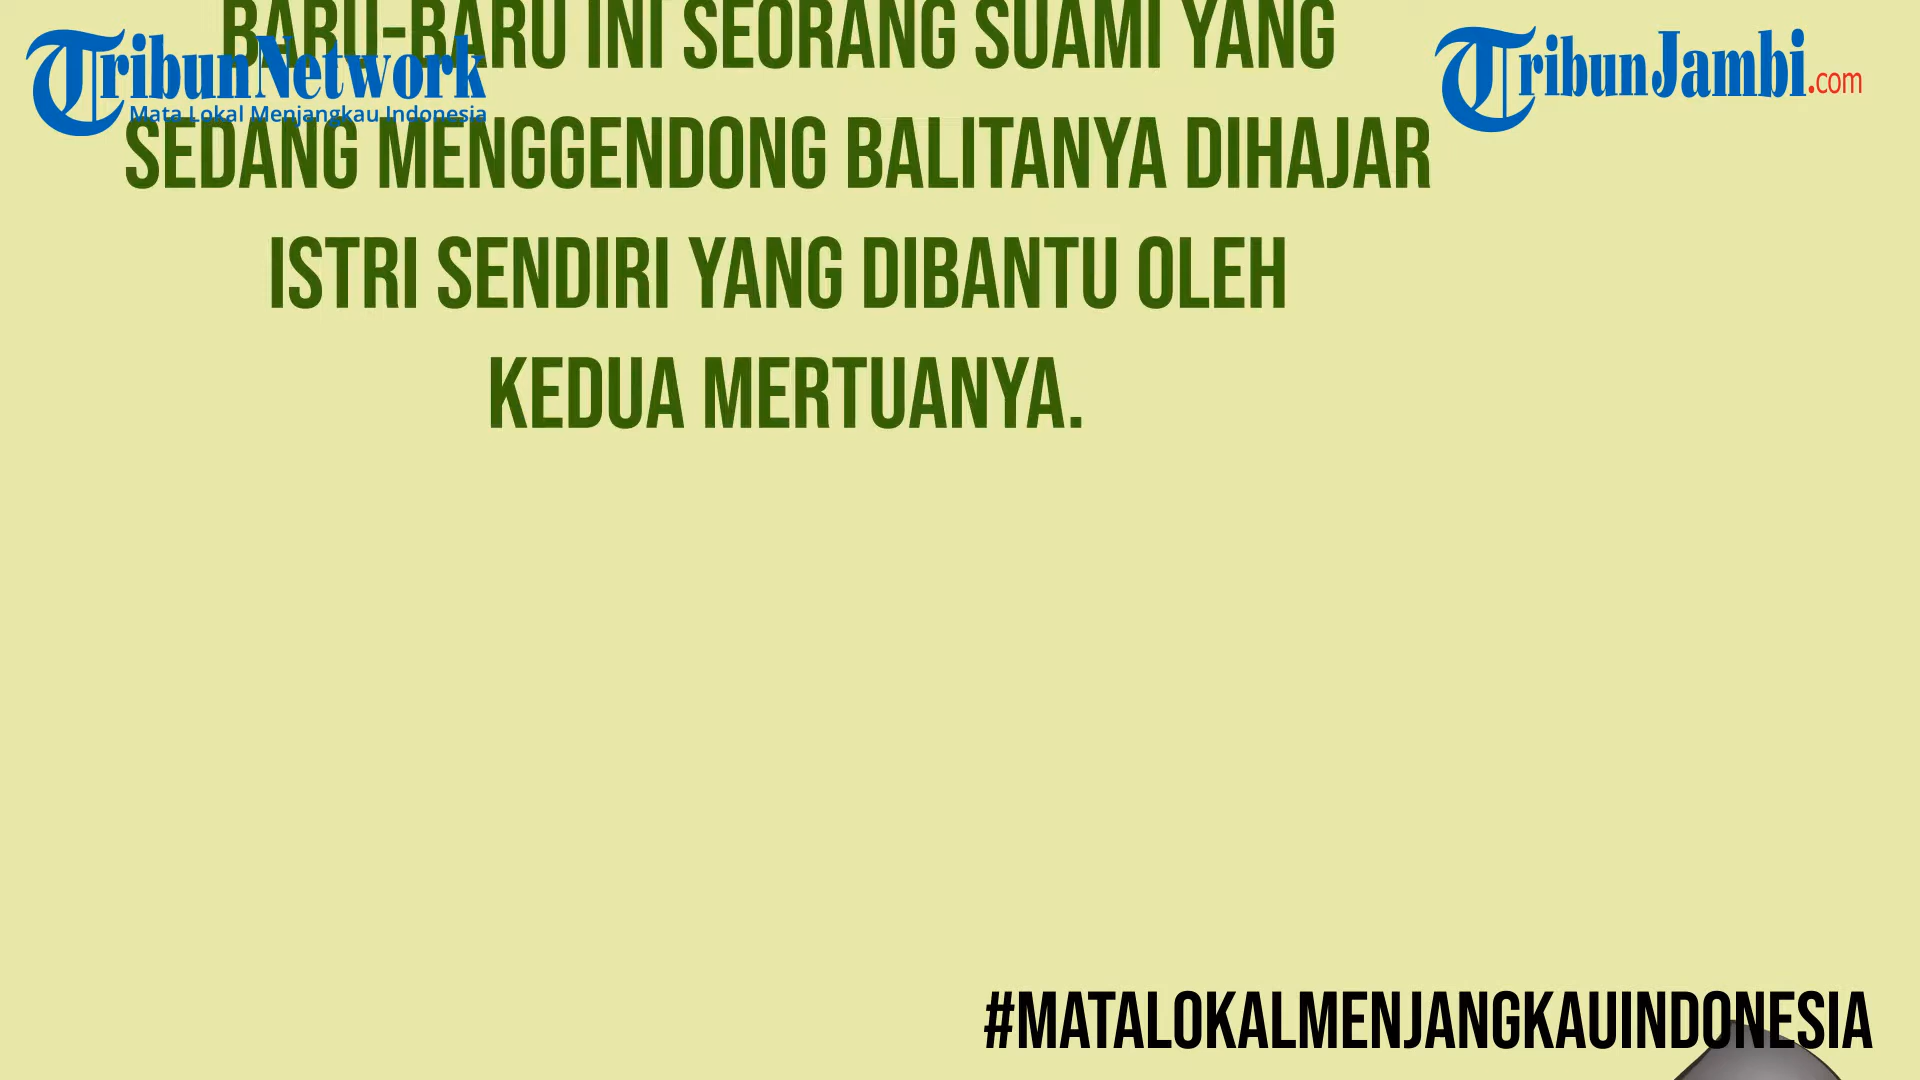 BARU-BARU INI SEORANG SUAMI YANG
TribunNetwork
Mata Lokal Menjangkau Indonesia
TribunJambi.com
SEDANG MENGGENDONG BALITANYA DIHAJAR
ISTRI SENDIRI YANG DIBANTU OLEH
KEDUA MERTUANYA.
#MATALOKALMENJANGKAUINDONESIA